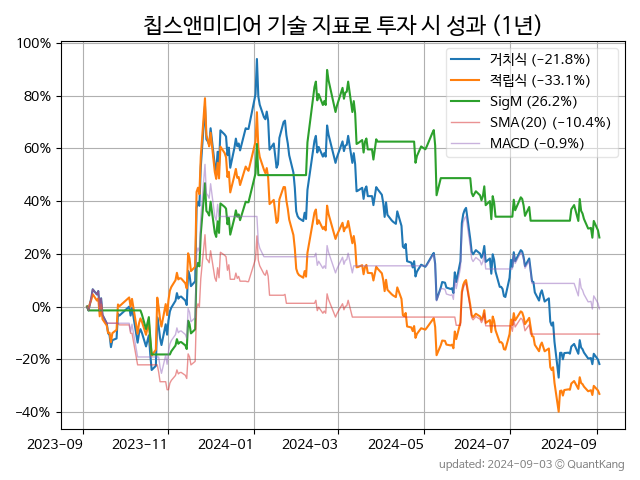 칩스앤미디어 기술 지표로 투자 시 성과 (1년)
100%
80%
60%
40%
20%
0%
−20%
−40%
거치식 (−21.8%)
적립식 (−33.1%)
SigM (26.2%)
SMA(20) (−10.4%)
MACD (−0.9%)
2023-09 2023-11 2024-01 2024-03 2024-05 2024-07 2024-09
updated: 2024-09-03 © QuantKang